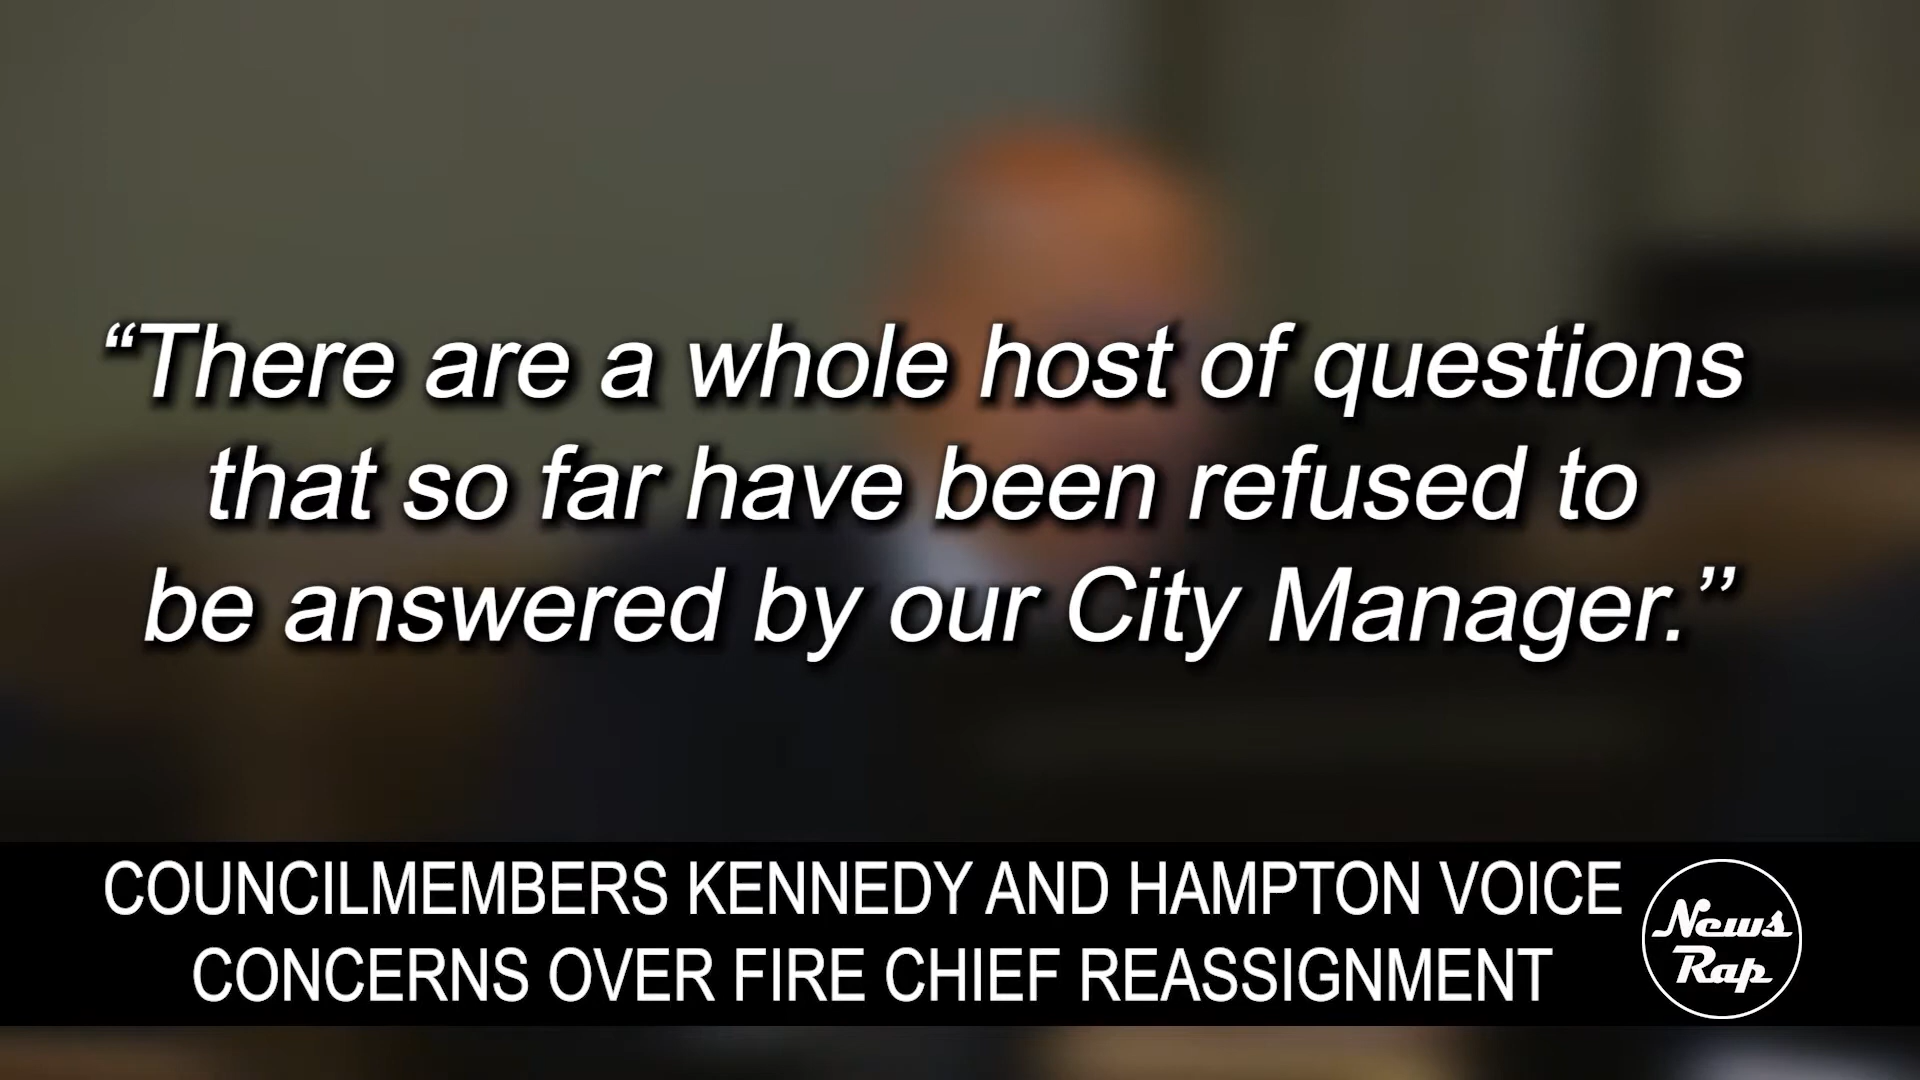 “There are a whole host of questions
that so far have been refused to
be answered by our City Manager.”
COUNCILMEMBERS KENNEDY AND HAMPTON VOICE
CONCERNS OVER FIRE CHIEF REASSIGNMENT
News
Rap